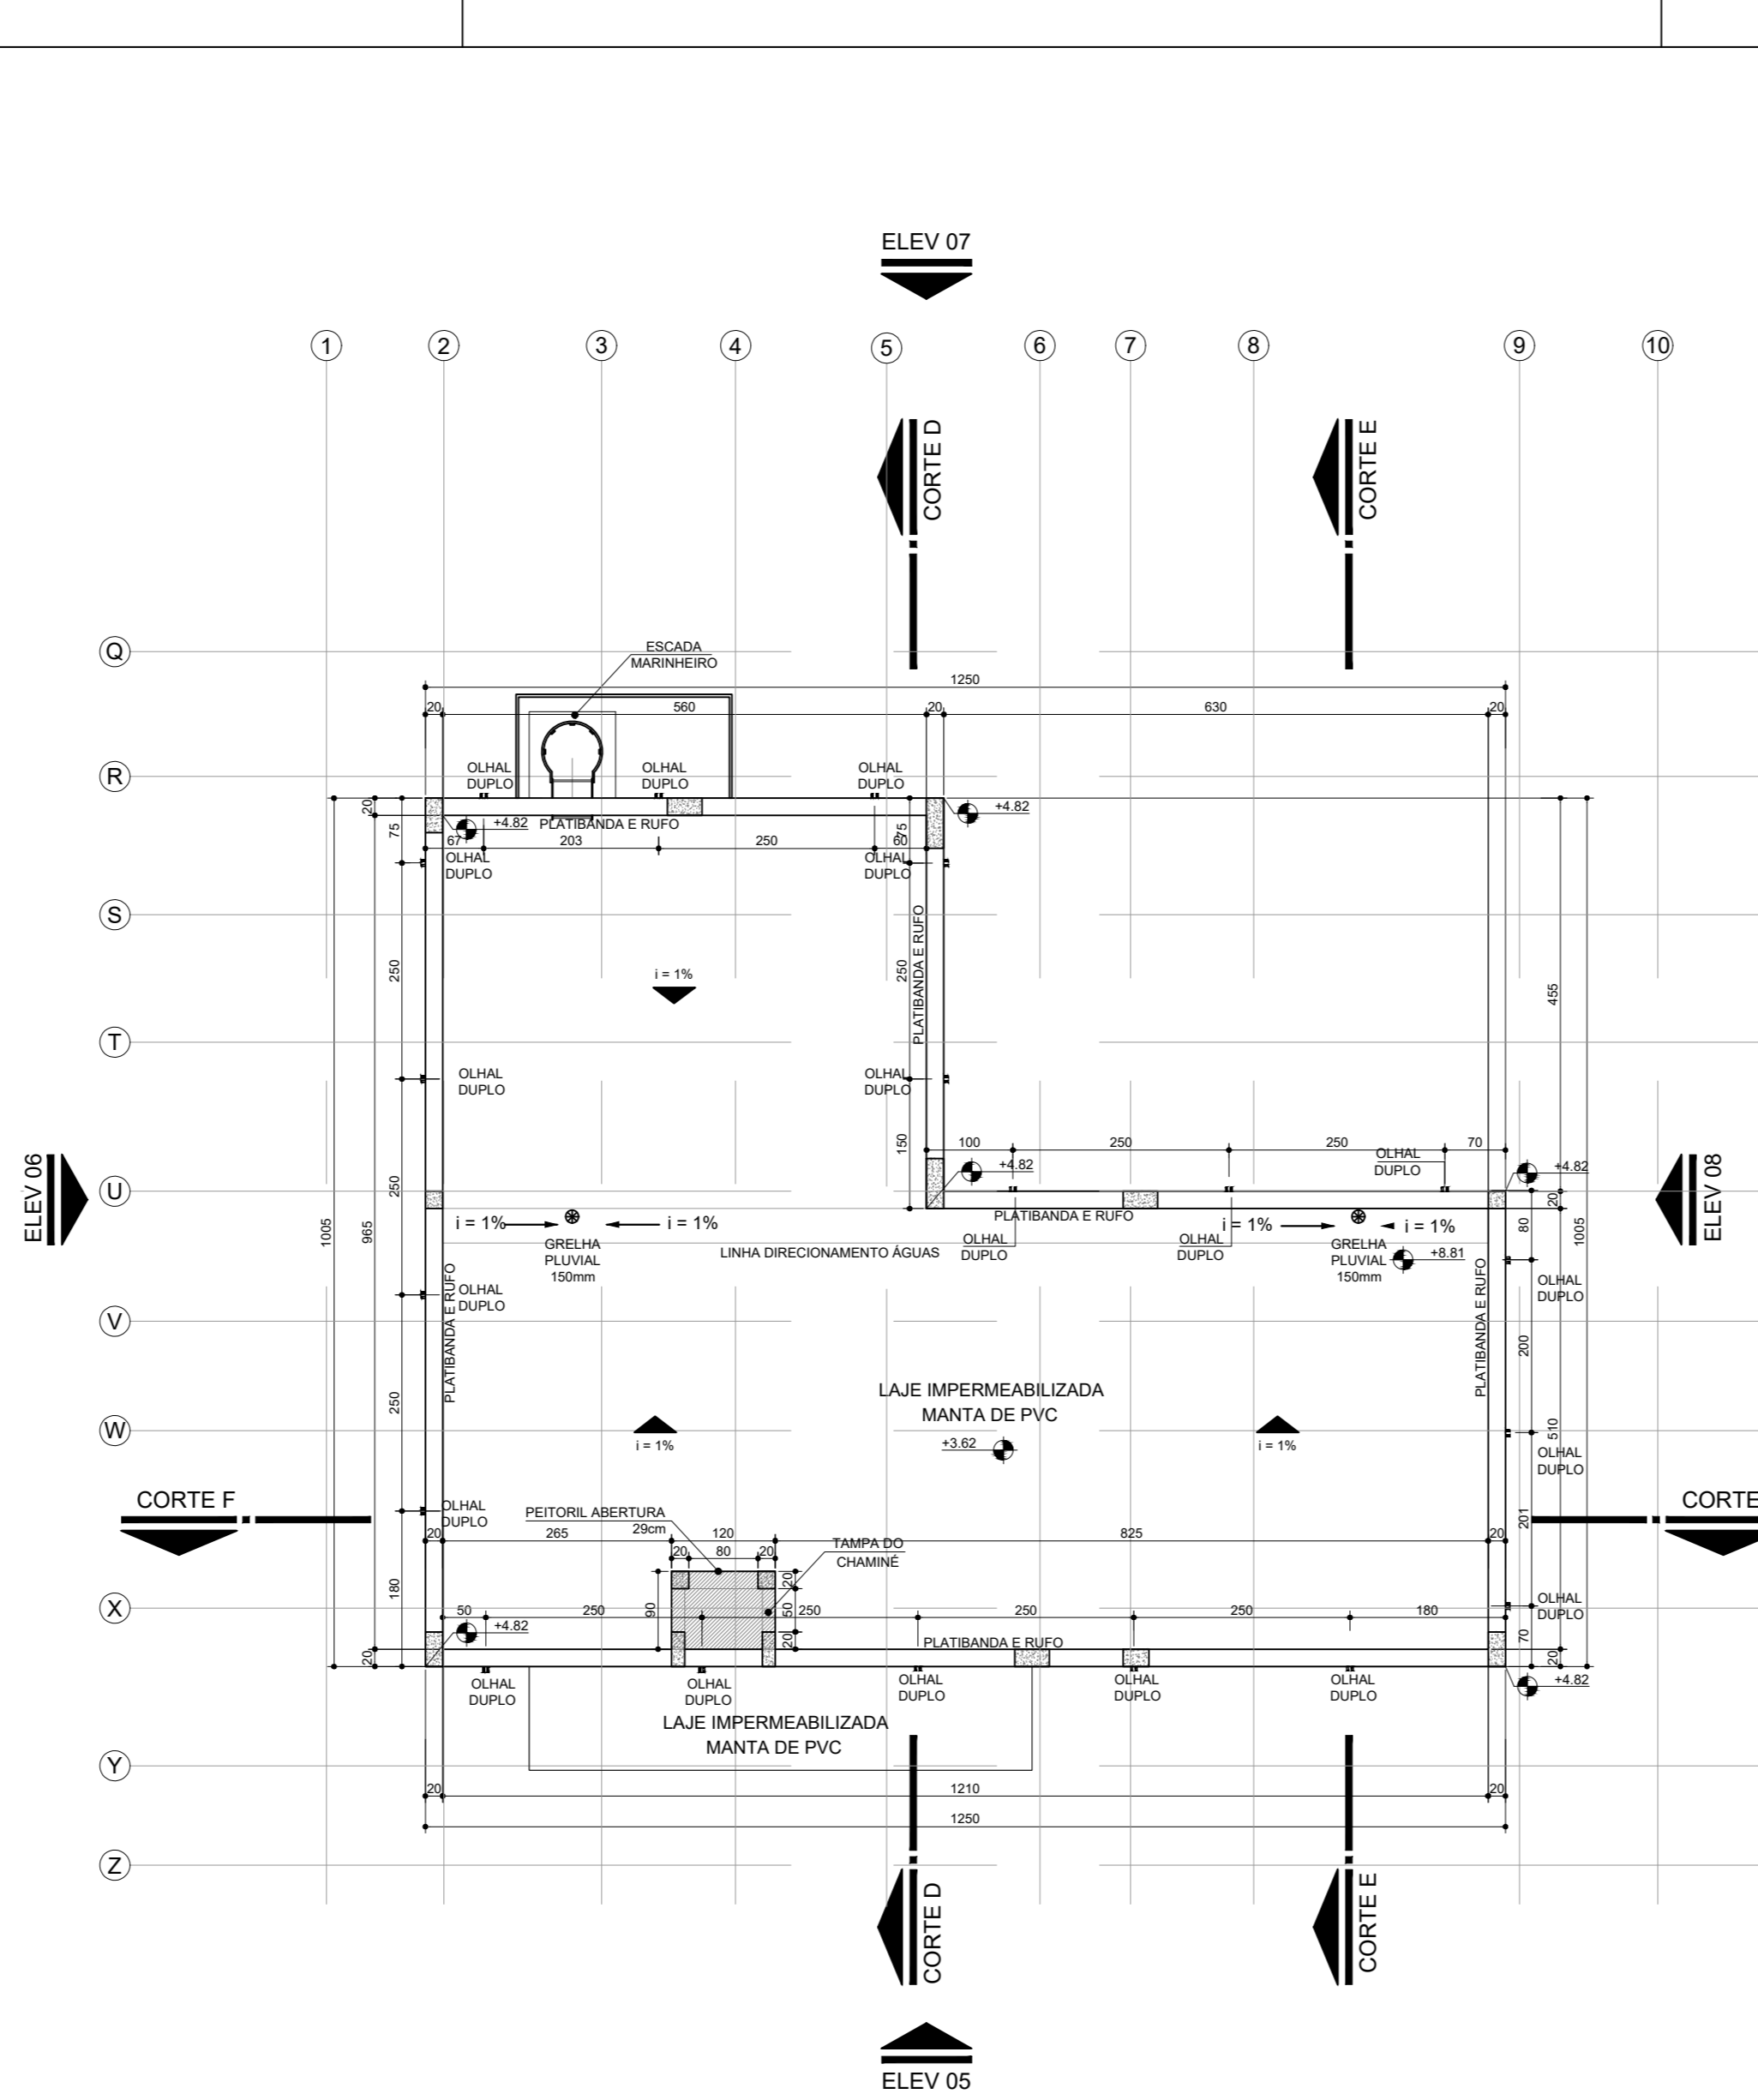 ELEV 07
1 2 3 4 5 6 7 8 9 10
CORTE D
CORTE E
Q
ESCADA
MARINHEIRO
1250
20 560 20 630 20
R
OLHAL
DUPLO
OLHAL
DUPLO
OLHAL
DUPLO
20
75
+4.82
PLATIBANDA E RUFO
75
+4.82
67 203 250 60
OLHAL
DUPLO
OLHAL
DUPLO
S
PLATIBANDA E RUFO
250
250
i = 1%
455
T
OLHAL
DUPLO
OLHAL
DUPLO
150
100 250 250 70
OLHAL
DUPLO
+4.82
+4.82
ELEV 06
ELEV 08
U
250
1005
965
20
80
1005
i = 1%
i = 1%
PLATIBANDA E RUFO
i = 1%
i = 1%
GRELHA
PLUVIAL
150mm
LINHA DIRECIONAMENTO ÁGUAS
OLHAL
DUPLO
OLHAL
DUPLO
GRELHA
PLUVIAL
150mm
+8.81
OLHAL
DUPLO
OLHAL
DUPLO
PLATIBANDA E RUFO
PLATIBANDA E RUFO
V
200
250
LAJE IMPERMEABILIZADA
MANTA DE PVC
W
i = 1%
+3.62
i = 1%
510
OLHAL
DUPLO
CORTE F
CORTE
OLHAL
DUPLO
PEITORIL ABERTURA
29cm
201
20 265 120 825 20
TAMPA DO
CHAMINÉ
20 80 20
180
90
20
50
20
X
OLHAL
DUPLO
50 250 250 250 250 180
+4.82
PLATIBANDA E RUFO
70
20
20
+4.82
OLHAL
DUPLO
OLHAL
DUPLO
OLHAL
DUPLO
OLHAL
DUPLO
OLHAL
DUPLO
LAJE IMPERMEABILIZADA
MANTA DE PVC
Y
20 1210 20
1250
Z
CORTE D
CORTE E
ELEV 05